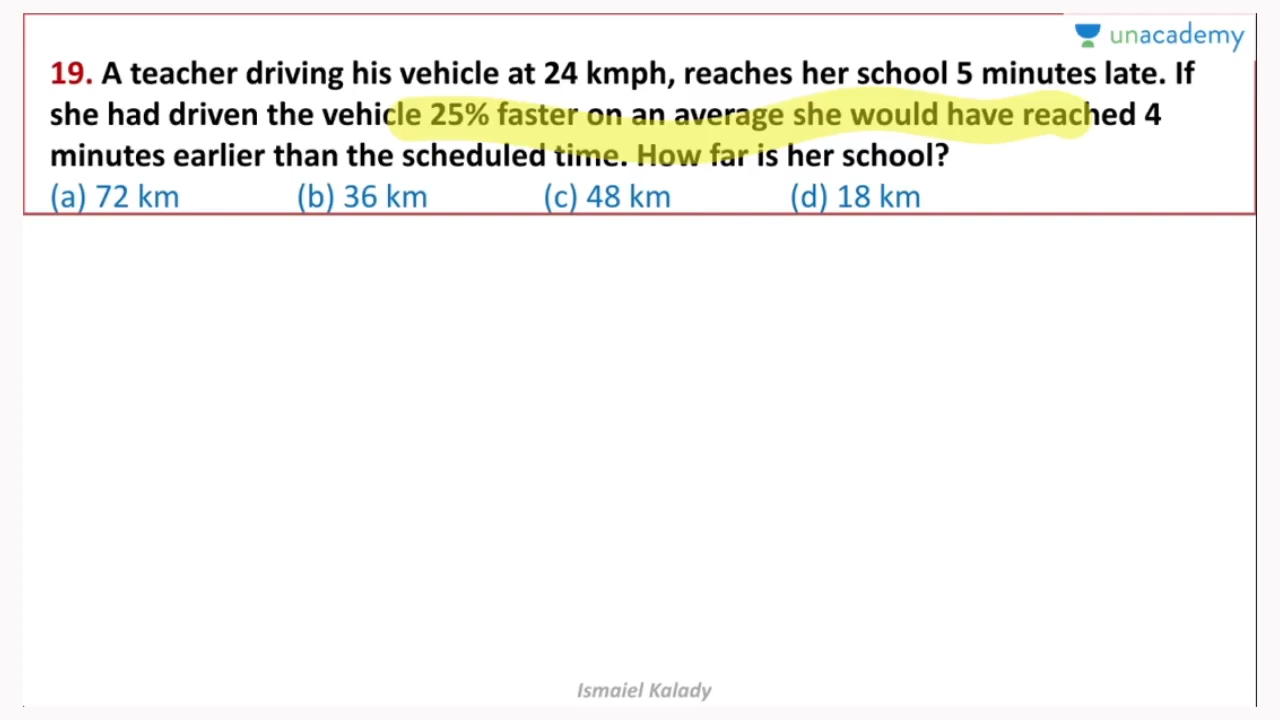 unacademy
19. A teacher driving his vehicle at 24 kmph, reaches her school 5 minutes late. If
she had driven the vehicle 25% faster on an average she would have reached 4
minutes earlier than the scheduled time. How far is her school?
(a) 72 km (b) 36 km (c) 48 km (d) 18 km
Ismaiel Kalady